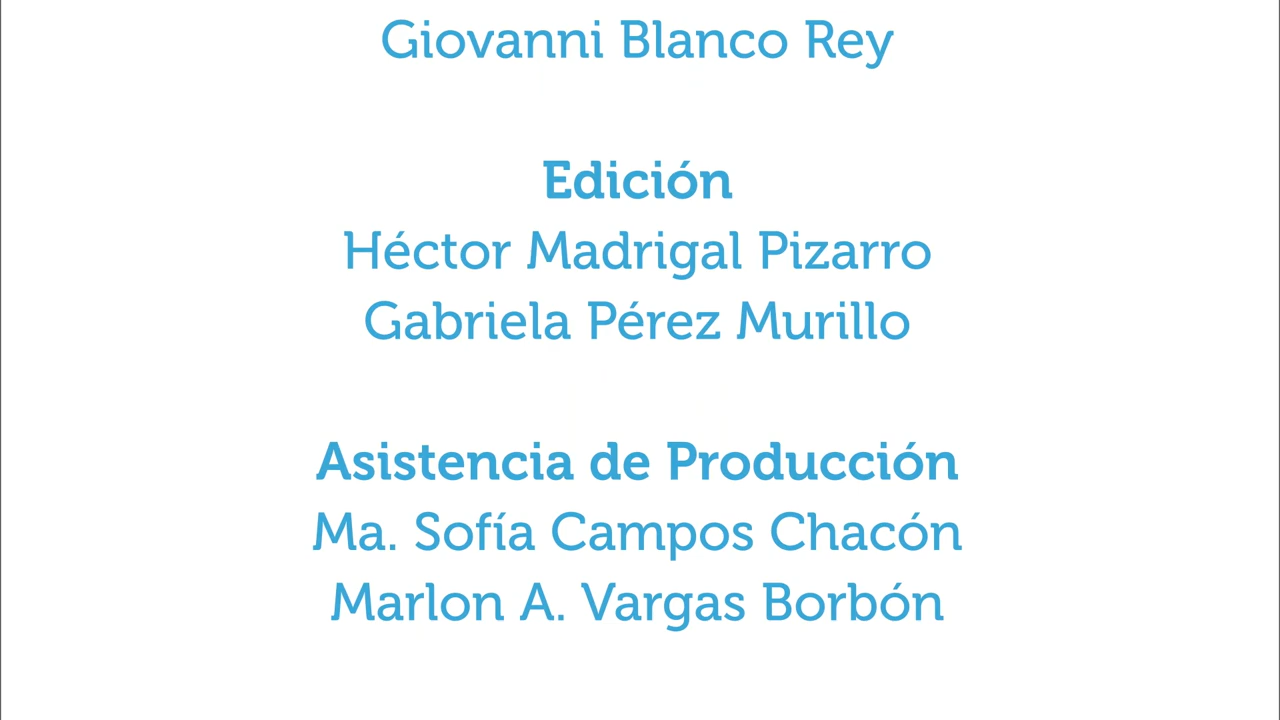 Giovanni Blanco Rey
Edición
Héctor Madrigal Pizarro
Gabriela Pérez Murillo
Asistencia de Producción
Ma. Sofía Campos Chacón
Marlon A. Vargas Borbón